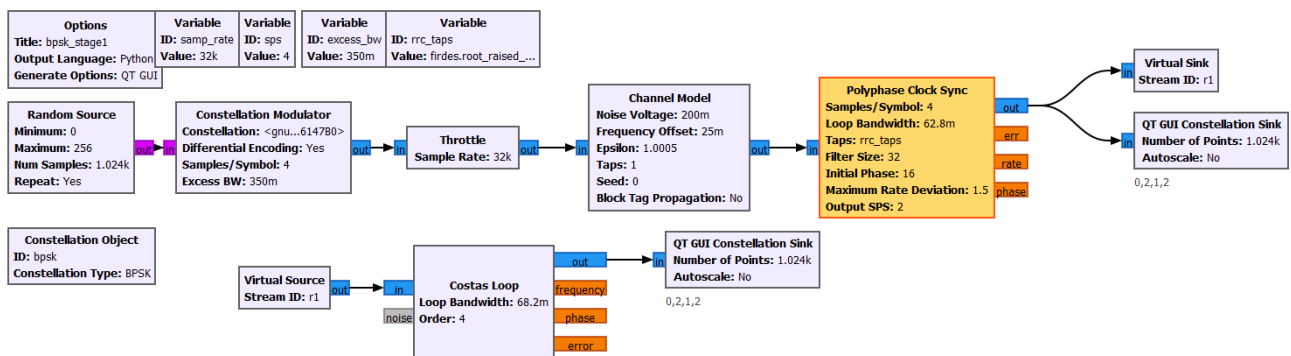 Options
Title: bpsk_stage1
Output Language: Python
Generate Options: QT GUI
Variable
ID: samp_rate
Value: 32k
Variable
ID: sps
Value: 4
Variable
ID: excess_bw
Value: 350m
Variable
ID: rrc_taps
Value: firdes.root_raised_...
Random Source
Minimum: 0
Maximum: 256
Num Samples: 1.024k
Repeat: Yes
out
in
Constellation Modulator
Constellation: <gnu...6147B0>
Differential Encoding: Yes
Samples/Symbol: 4
Excess BW: 350m
out
in
Throttle
Sample Rate: 32k
out
in
Channel Model
Noise Voltage: 200m
Frequency Offset: 25m
Epsilon: 1.0005
Taps: 1
Seed: 0
Block Tag Propagation: No
out
in
Polyphase Clock Sync
Samples/Symbol: 4
Loop Bandwidth: 62.8m
Taps: rrc_taps
Filter Size: 32
Initial Phase: 16
Maximum Rate Deviation: 1.5
Output SPS: 2
out
err
rate
phase
in
Virtual Sink
Stream ID: r1
in
QT GUI Constellation Sink
Number of Points: 1.024k
Autoscale: No
0,2,1,2
Constellation Object
ID: bpsk
Constellation Type: BPSK
Virtual Source
Stream ID: r1
out
in
noise
Costas Loop
Loop Bandwidth: 68.2m
Order: 4
out
frequency
phase
error
in
QT GUI Constellation Sink
Number of Points: 1.024k
Autoscale: No
0,2,1,2